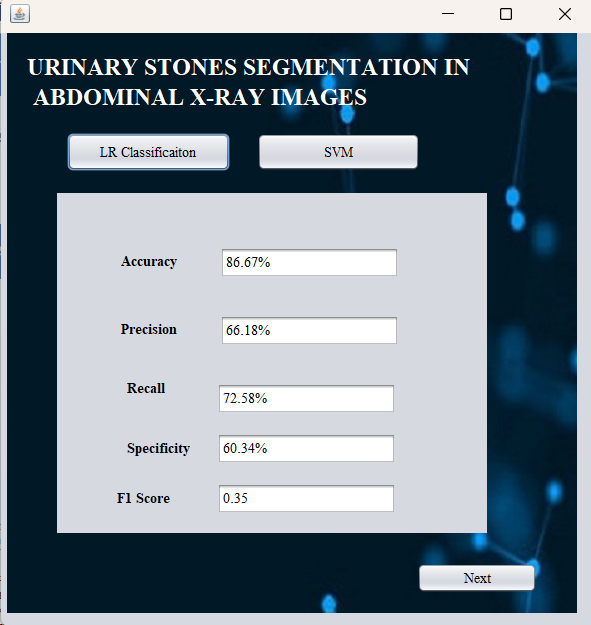 URINARY STONES SEGMENTATION IN
ABDOMINAL X-RAY IMAGES
LR Classificaiton
SVM
Accuracy
86.67%
Precision
66.18%
Recall
72.58%
Specificity
60.34%
F1 Score
0.35
Next